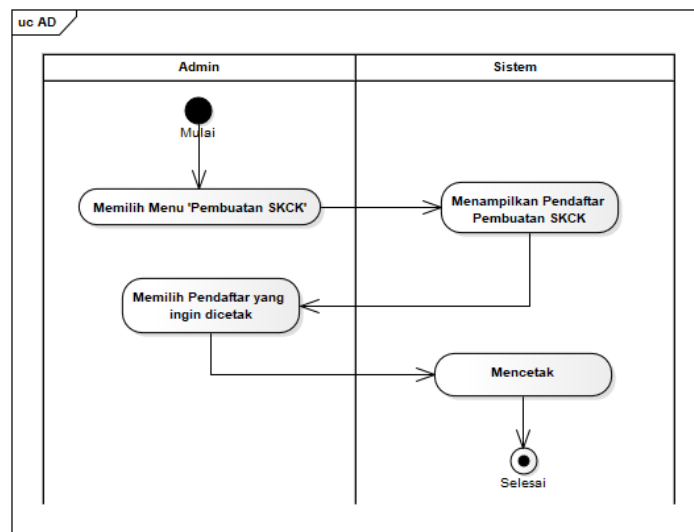 uc AD
Admin
Sistem
Mulai
Memilih Menu 'Pembuatan SKCK'
Menampilkan Pendaftar
Pembuatan SKCK
Memilih Pendaftar yang
ingin dicetak
Mencetak
Selesai